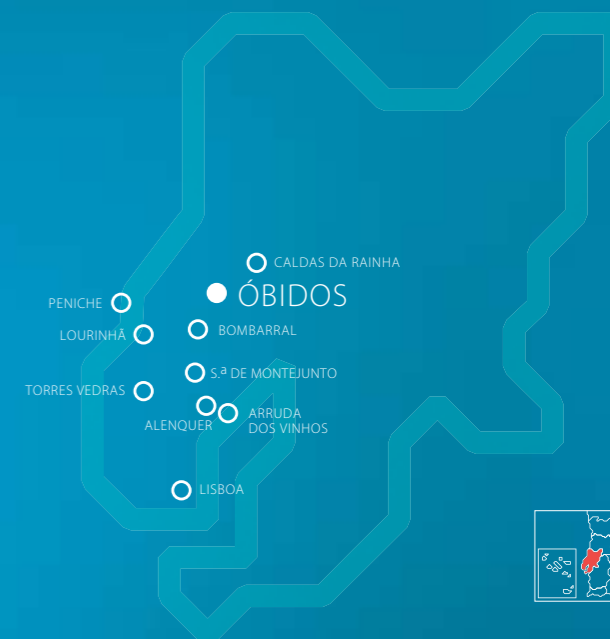 CALDAS DA RAINHA
ÓBIDOS
PENICHE
BOMBARRAL
LOURINHÃ
S.ª DE MONTEJUNTO
TORRES VEDRAS
ALENQUER
ARRUDA
DOS VINHOS
LISBOA